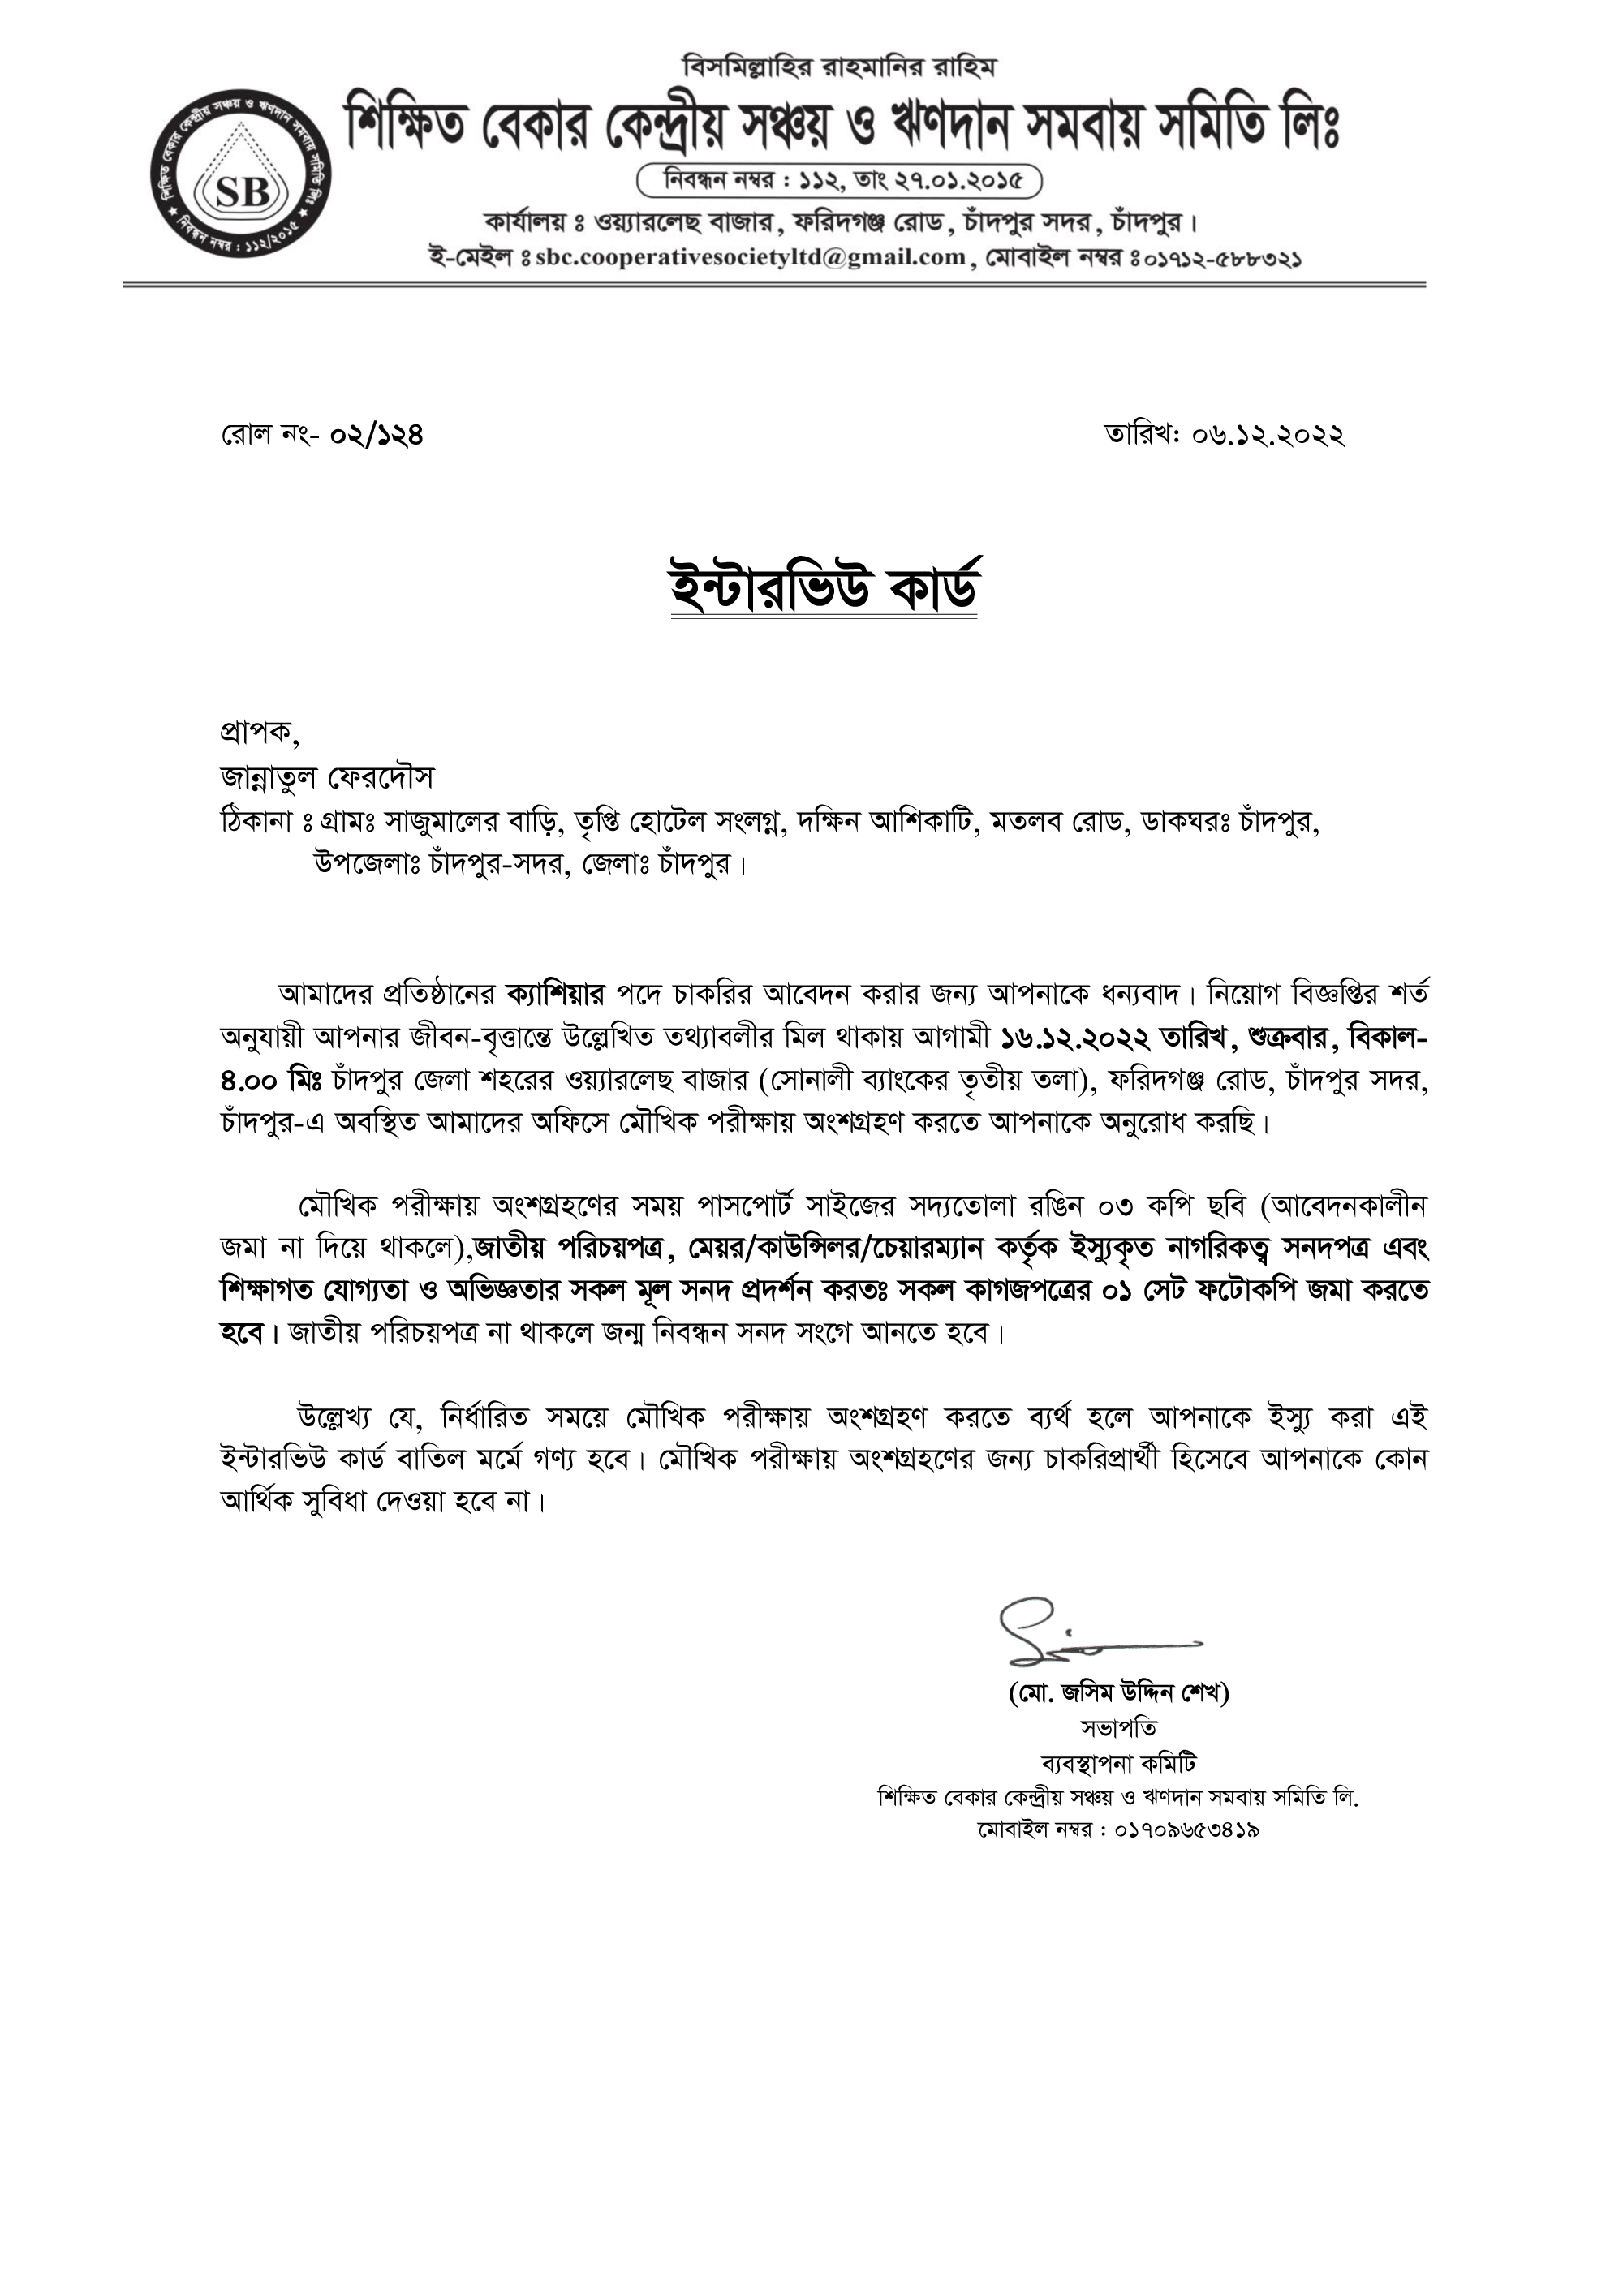 বিসমিল্লাহির রাহমানির রাহিম
শিক্ষিত বেকার কেন্দ্রীয় সঞ্চয় ও ঋণদান সমবায় সমিতি লিঃ
নিবন্ধন নম্বর : ১১২, তাং ২৭.০১.২০১৫
কার্যালয় ঃ ওয়্যারলেছ বাজার, ফরিদগঞ্জ রোড, চাঁদপুর সদর, চাঁদপুর।
ই-মেইল ঃ sbc.cooperativesocietyltd@gmail.com, মোবাইল নম্বর ঃ ০১৭১২-৫৮৮৩২১
শিক্ষিত বেকার কেন্দ্রীয় সঞ্চয় ও ঋণদান সমবায় সমিতি লিঃ
SB
★ নিবন্ধন নম্বর : ১১২/২০১৫ ★
রোল নং- ০২/১২৪ তারিখ: ০৬.১২.২০২২
ইন্টারভিউ কার্ড
প্রাপক,
জান্নাতুল ফেরদৌস
ঠিকানা ঃ গ্রামঃ সাজুমালের বাড়ি, তৃপ্তি হোটেল সংলগ্ন, দক্ষিন আশিকাটি, মতলব রোড, ডাকঘরঃ চাঁদপুর,
উপজেলাঃ চাঁদপুর-সদর, জেলাঃ চাঁদপুর।
আমাদের প্রতিষ্ঠানের ক্যাশিয়ার পদে চাকরির আবেদন করার জন্য আপনাকে ধন্যবাদ। নিয়োগ বিজ্ঞপ্তির শর্ত
অনুযায়ী আপনার জীবন-বৃত্তান্তে উল্লেখিত তথ্যাবলীর মিল থাকায় আগামী ১৬.১২.২০২২ তারিখ, শুক্রবার, বিকাল-
৪.০০ মিঃ চাঁদপুর জেলা শহরের ওয়্যারলেছ বাজার (সোনালী ব্যাংকের তৃতীয় তলা), ফরিদগঞ্জ রোড, চাঁদপুর সদর,
চাঁদপুর-এ অবস্থিত আমাদের অফিসে মৌখিক পরীক্ষায় অংশগ্রহণ করতে আপনাকে অনুরোধ করছি।
মৌখিক পরীক্ষায় অংশগ্রহণের সময় পাসপোর্ট সাইজের সদ্যতোলা রঙিন ০৩ কপি ছবি (আবেদনকালীন
জমা না দিয়ে থাকলে),জাতীয় পরিচয়পত্র, মেয়র/কাউন্সিলর/চেয়ারম্যান কর্তৃক ইস্যুকৃত নাগরিকত্ব সনদপত্র এবং
শিক্ষাগত যোগ্যতা ও অভিজ্ঞতার সকল মূল সনদ প্রদর্শন করতঃ সকল কাগজপত্রের ০১ সেট ফটোকপি জমা করতে
হবে। জাতীয় পরিচয়পত্র না থাকলে জন্ম নিবন্ধন সনদ সংগে আনতে হবে।
উল্লেখ্য যে, নির্ধারিত সময়ে মৌখিক পরীক্ষায় অংশগ্রহণ করতে ব্যর্থ হলে আপনাকে ইস্যু করা এই
ইন্টারভিউ কার্ড বাতিল মর্মে গণ্য হবে। মৌখিক পরীক্ষায় অংশগ্রহণের জন্য চাকরিপ্রার্থী হিসেবে আপনাকে কোন
আর্থিক সুবিধা দেওয়া হবে না।
(মো. জসিম উদ্দিন শেখ)
সভাপতি
ব্যবস্থাপনা কমিটি
শিক্ষিত বেকার কেন্দ্রীয় সঞ্চয় ও ঋণদান সমবায় সমিতি লি.
মোবাইল নম্বর : ০১৭০৯৬৫৩৪১৯